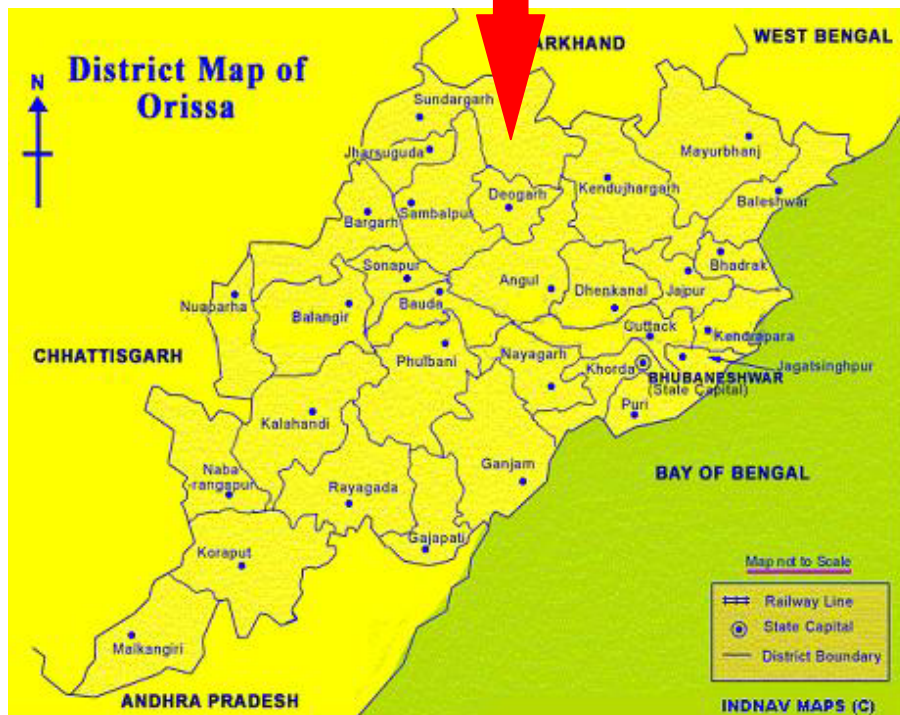 ARKHAND
WEST BENGAL
District Map of
Orissa
N
Sundargarh
Jharsuguda
Mayurbhanj
Deogarh
Kendujhargarh
Baleshwar
Bargarh
Sambalpur
Sonapur
Angul
Bhadrak
Nuaparha
Balangir
Bauda
Dhenkanal
Jajpur
Cuttack
Kendrapara
CHHATTISGARH
Phulbani
Nayagarh
Khorda
Jagatsinghpur
BHUBANESHWAR
(State Capital)
Puri
Kalahandi
Ganjam
BAY OF BENGAL
Naba
-rangapur
Rayagada
Gajapati
Koraput
Map not to Scale
Railway Line
State Capital
District Boundary
Malkangiri
ANDHRA PRADESH
INDNAV MAPS (C)